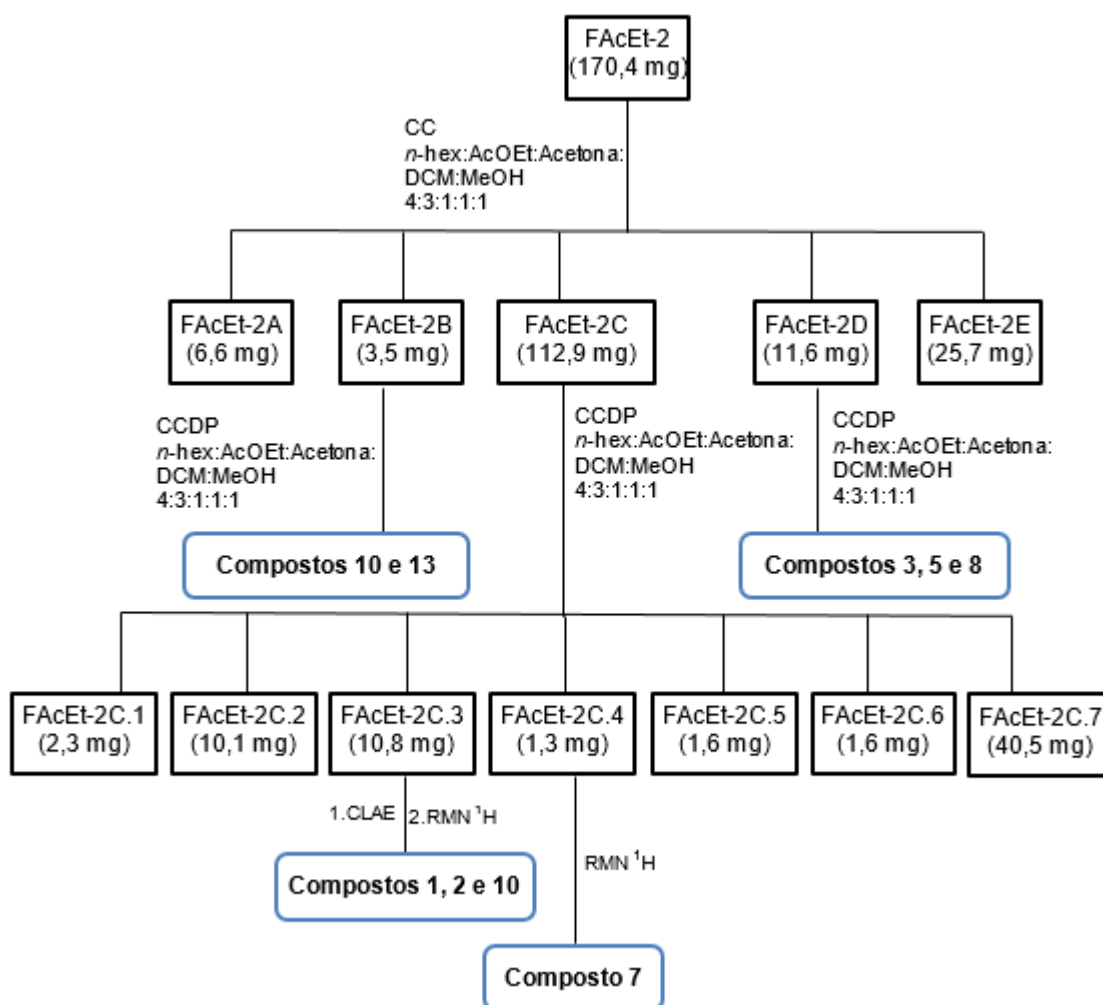 FAcEt-2
(170,4 mg)
CC
n-hex:AcOEt:Acetona:
DCM:MeOH
4:3:1:1:1
FAcEt-2A
(6,6 mg)
FAcEt-2B
(3,5 mg)
FAcEt-2C
(112,9 mg)
FAcEt-2D
(11,6 mg)
FAcEt-2E
(25,7 mg)
CCDP
n-hex:AcOEt:Acetona:
DCM:MeOH
4:3:1:1:1
CCDP
n-hex:AcOEt:Acetona:
DCM:MeOH
4:3:1:1:1
CCDP
n-hex:AcOEt:Acetona:
DCM:MeOH
4:3:1:1:1
Compostos 10 e 13
Compostos 3, 5 e 8
FAcEt-2C.1
(2,3 mg)
FAcEt-2C.2
(10,1 mg)
FAcEt-2C.3
(10,8 mg)
FAcEt-2C.4
(1,3 mg)
FAcEt-2C.5
(1,6 mg)
FAcEt-2C.6
(1,6 mg)
FAcEt-2C.7
(40,5 mg)
1.CLAE 2.RMN ¹H
RMN ¹H
Compostos 1, 2 e 10
Composto 7